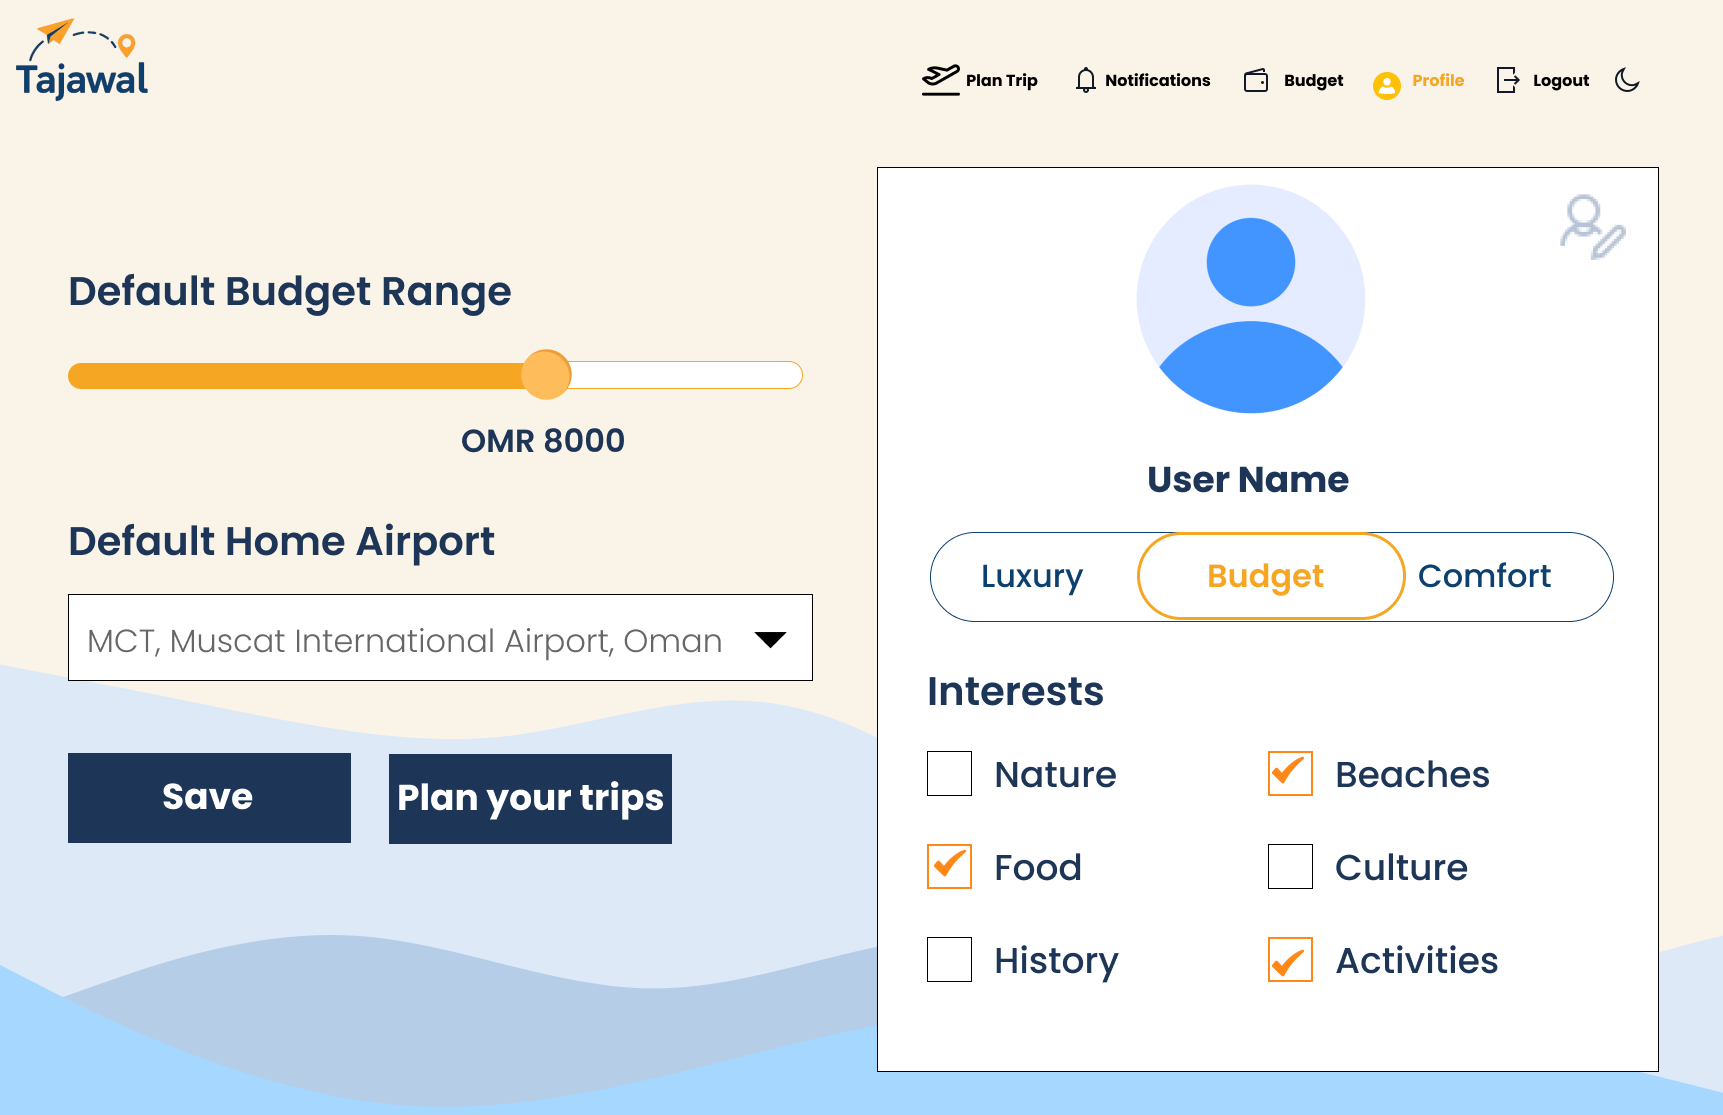 Tajawal
Plan Trip
Notifications
Budget
Profile
Logout
Default Budget Range
OMR 8000
Default Home Airport
MCT, Muscat International Airport, Oman
Save
Plan your trips
User Name
Luxury
Budget
Comfort
Interests
Nature
Beaches
Food
Culture
History
Activities